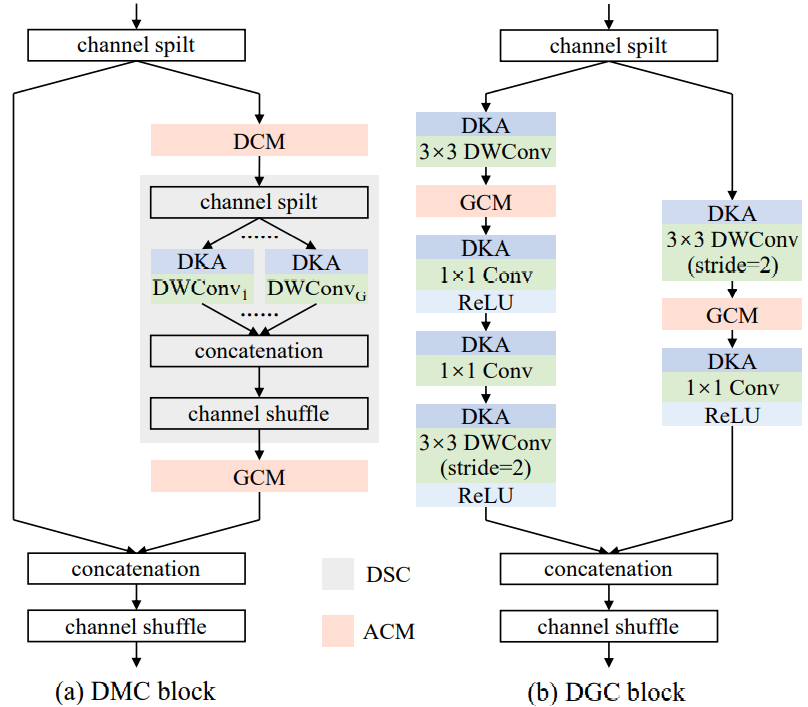 channel spilt
DCM
channel spilt
......
DKA
DWConv₁
DKA
DWConv_G
......
concatenation
channel shuffle
GCM
concatenation
channel shuffle
(a) DMC block
DSC
ACM
channel spilt
DKA
3×3 DWConv
GCM
DKA
1×1 Conv
ReLU
DKA
1×1 Conv
DKA
3×3 DWConv
(stride=2)
ReLU
DKA
3×3 DWConv
(stride=2)
GCM
DKA
1×1 Conv
ReLU
concatenation
channel shuffle
(b) DGC block